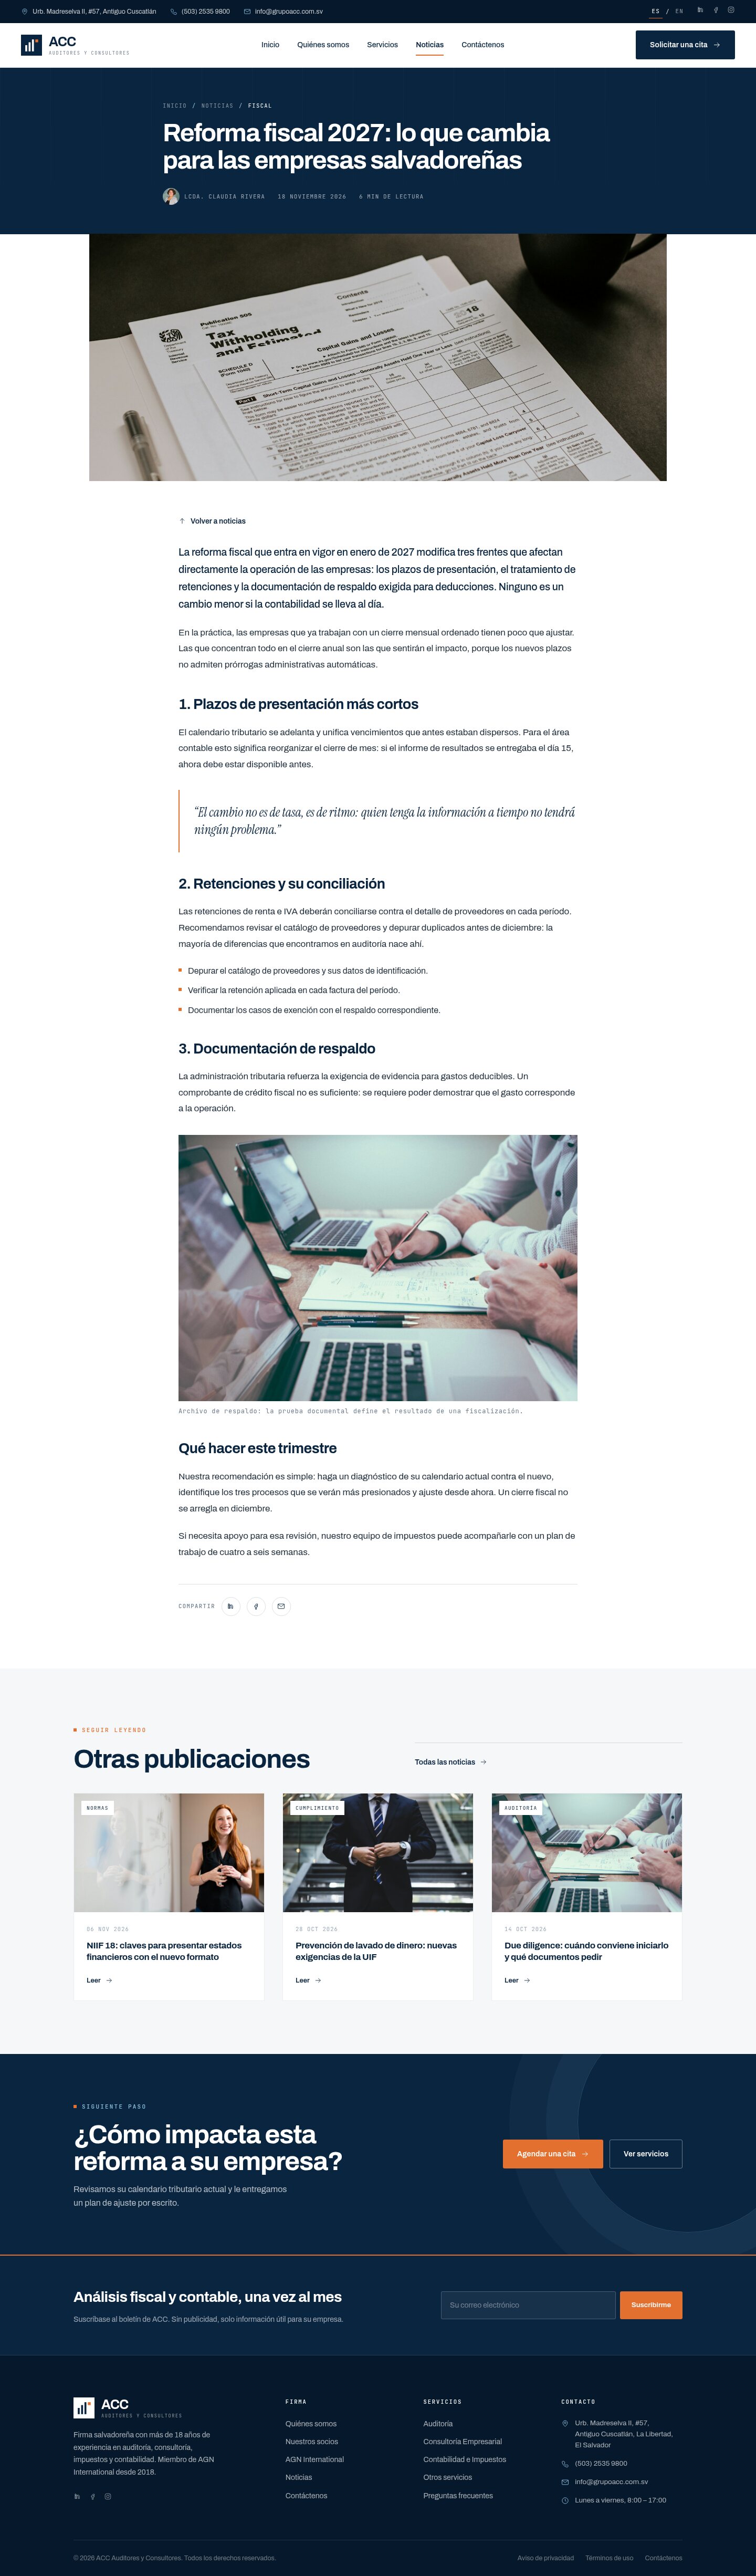 Urb. Madreselva II, #57, Antiguo Cuscatlán
(503) 2535 9800
info@grupoacc.com.sv
ES / EN
ACC
AUDITORES Y CONSULTORES
Inicio
Quiénes somos
Servicios
Noticias
Contáctenos
Solicitar una cita
INICIO / NOTICIAS / FISCAL
Reforma fiscal 2027: lo que cambia
para las empresas salvadoreñas
LCDA. CLAUDIA RIVERA
18 NOVIEMBRE 2026
6 MIN DE LECTURA
Publication 505
Tax Withholding
and Estimated
Contents
Introduction
Capital Gains and Losses
Part I
Volver a noticias
La reforma fiscal que entra en vigor en enero de 2027 modifica tres frentes que afectan
directamente la operación de las empresas: los plazos de presentación, el tratamiento de
retenciones y la documentación de respaldo exigida para deducciones. Ninguno es un
cambio menor si la contabilidad se lleva al día.
En la práctica, las empresas que ya trabajan con un cierre mensual ordenado tienen poco que ajustar.
Las que concentran todo en el cierre anual son las que sentirán el impacto, porque los nuevos plazos
no admiten prórrogas administrativas automáticas.
1. Plazos de presentación más cortos
El calendario tributario se adelanta y unifica vencimientos que antes estaban dispersos. Para el área
contable esto significa reorganizar el cierre de mes: si el informe de resultados se entregaba el día 15,
ahora debe estar disponible antes.
“El cambio no es de tasa, es de ritmo: quien tenga la información a tiempo no tendrá
ningún problema.”
2. Retenciones y su conciliación
Las retenciones de renta e IVA deberán conciliarse contra el detalle de proveedores en cada período.
Recomendamos revisar el catálogo de proveedores y depurar duplicados antes de diciembre: la
mayoría de diferencias que encontramos en auditoría nace ahí.
Depurar el catálogo de proveedores y sus datos de identificación.
Verificar la retención aplicada en cada factura del período.
Documentar los casos de exención con el respaldo correspondiente.
3. Documentación de respaldo
La administración tributaria refuerza la exigencia de evidencia para gastos deducibles. Un
comprobante de crédito fiscal no es suficiente: se requiere poder demostrar que el gasto corresponde
a la operación.
Archivo de respaldo: la prueba documental define el resultado de una fiscalización.
Qué hacer este trimestre
Nuestra recomendación es simple: haga un diagnóstico de su calendario actual contra el nuevo,
identifique los tres procesos que se verán más presionados y ajuste desde ahora. Un cierre fiscal no
se arregla en diciembre.
Si necesita apoyo para esa revisión, nuestro equipo de impuestos puede acompañarle con un plan de
trabajo de cuatro a seis semanas.
COMPARTIR
SEGUIR LEYENDO
Otras publicaciones
Todas las noticias
NORMAS
06 NOV 2026
NIIF 18: claves para presentar estados
financieros con el nuevo formato
Leer
CUMPLIMIENTO
28 OCT 2026
Prevención de lavado de dinero: nuevas
exigencias de la UIF
Leer
AUDITORÍA
14 OCT 2026
Due diligence: cuándo conviene iniciarlo
y qué documentos pedir
Leer
SIGUIENTE PASO
¿Cómo impacta esta
reforma a su empresa?
Revisamos su calendario tributario actual y le entregamos
un plan de ajuste por escrito.
Agendar una cita
Ver servicios
Análisis fiscal y contable, una vez al mes
Suscríbase al boletín de ACC. Sin publicidad, solo información útil para su empresa.
Su correo electrónico
Suscribirme
ACC
AUDITORES Y CONSULTORES
Firma salvadoreña con más de 18 años de
experiencia en auditoría, consultoría,
impuestos y contabilidad. Miembro de AGN
International desde 2018.
FIRMA
Quiénes somos
Nuestros socios
AGN International
Noticias
Contáctenos
SERVICIOS
Auditoría
Consultoría Empresarial
Contabilidad e Impuestos
Otros servicios
Preguntas frecuentes
CONTACTO
Urb. Madreselva II, #57,
Antiguo Cuscatlán, La Libertad,
El Salvador
(503) 2535 9800
info@grupoacc.com.sv
Lunes a viernes, 8:00 – 17:00
© 2026 ACC Auditores y Consultores. Todos los derechos reservados.
Aviso de privacidad
Términos de uso
Contáctenos